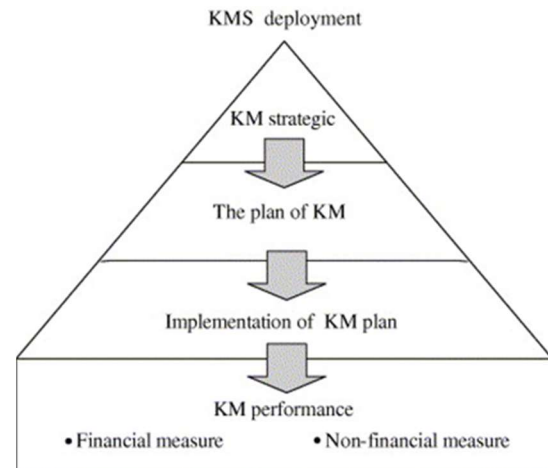 KMS deployment
KM strategic
The plan of KM
Implementation of KM plan
KM performance
• Financial measure • Non-financial measure